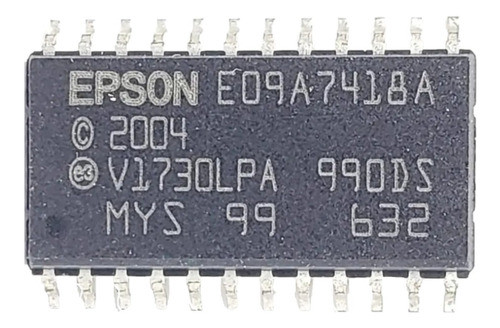 EPSON E09A7418A
© 2004
e3 V1730LPA 990DS
MYS 99 632